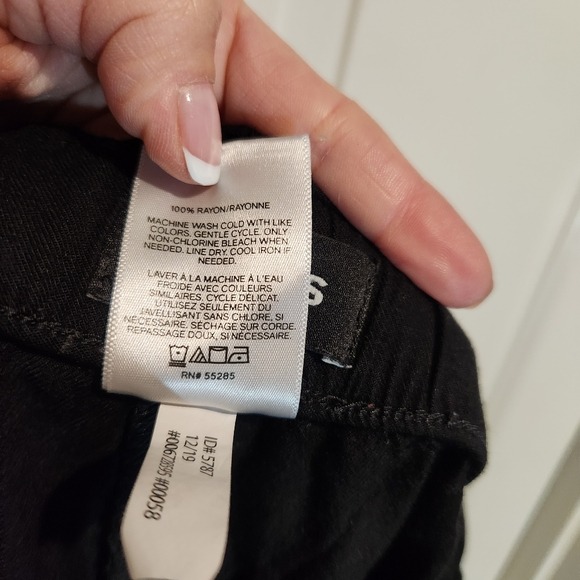 100% RAYON/RAYONNE
MACHINE WASH COLD WITH LIKE
COLORS. GENTLE CYCLE. ONLY
NON-CHLORINE BLEACH WHEN
NEEDED. LINE DRY. COOL IRON IF
NEEDED.
LAVER À LA MACHINE À L'EAU
FROIDE AVEC COULEURS
SIMILAIRES. CYCLE DÉLICAT.
UTILISEZ SEULEMENT DU
JAVELLISANT SANS CHLORE, SI
NÉCESSAIRE. SÉCHAGE SUR CORDE.
REPASSAGE DOUX, SI NÉCESSAIRE.
RN# 55285
S
ID# 5787
12/19
#00678695 #00058